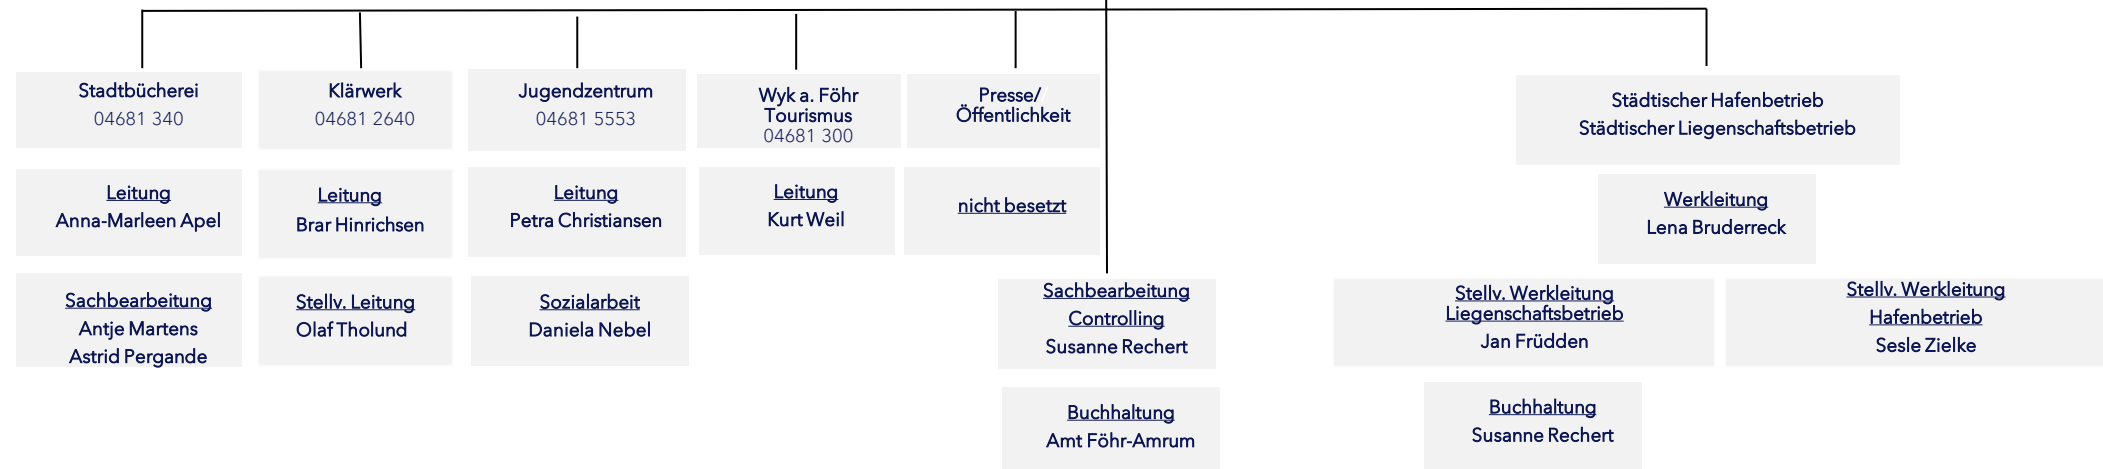 Stadtbücherei
04681 340
Leitung
Anna-Marleen Apel
Sachbearbeitung
Antje Martens
Astrid Pergande
Klärwerk
04681 2640
Leitung
Brar Hinrichsen
Stellv. Leitung
Olaf Tholund
Jugendzentrum
04681 5553
Leitung
Petra Christiansen
Sozialarbeit
Daniela Nebel
Wyk a. Föhr
Tourismus
04681 300
Leitung
Kurt Weil
Presse/
Öffentlichkeit
nicht besetzt
Sachbearbeitung
Controlling
Susanne Rechert
Buchhaltung
Amt Föhr-Amrum
Städtischer Hafenbetrieb
Städtischer Liegenschaftsbetrieb
Werkleitung
Lena Bruderreck
Stellv. Werkleitung
Liegenschaftsbetrieb
Jan Früdden
Buchhaltung
Susanne Rechert
Stellv. Werkleitung
Hafenbetrieb
Sesle Zielke